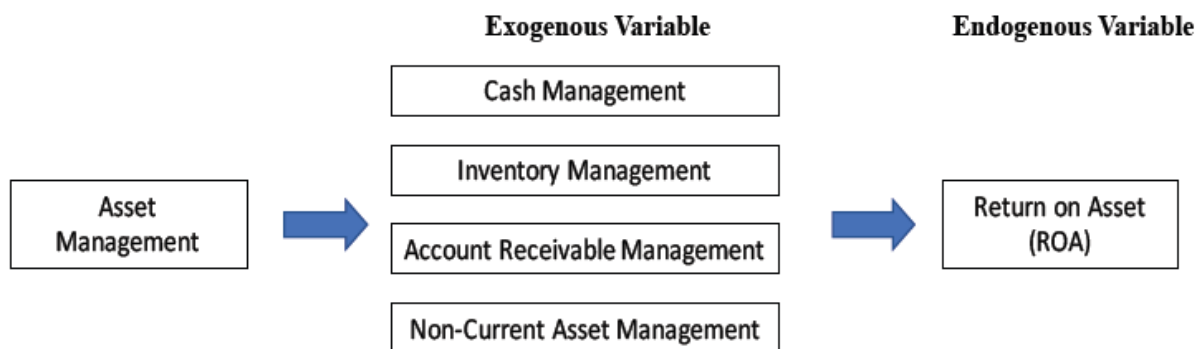 Exogenous Variable
Endogenous Variable
Cash Management
Inventory Management
Asset
Management
Account Receivable Management
Return on Asset
(ROA)
Non-Current Asset Management